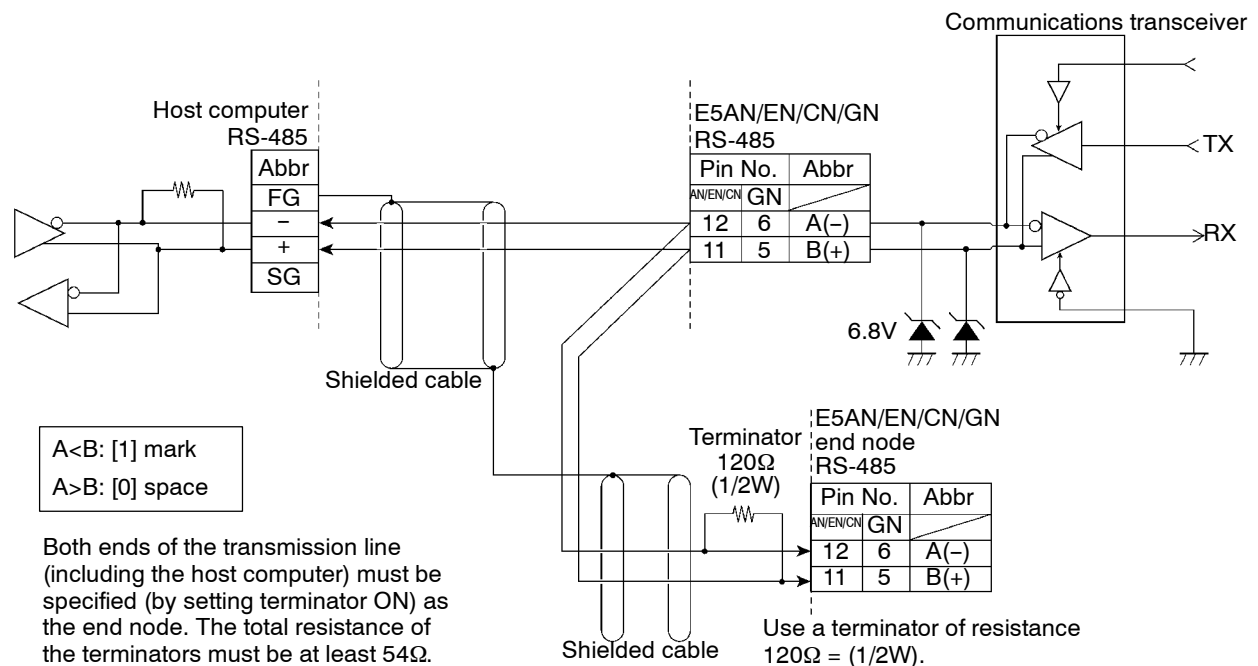 Communications transceiver
Host computer
RS-485
Abbr
FG
−
+
SG
E5AN/EN/CN/GN
RS-485
Pin No. Abbr
AN/EN/CN GN
12 6 A(−)
11 5 B(+)
TX
RX
6.8V
Shielded cable
A<B: [1] mark
A>B: [0] space
Both ends of the transmission line
(including the host computer) must be
specified (by setting terminator ON) as
the end node. The total resistance of
the terminators must be at least 54Ω.
Terminator
120Ω
(1/2W)
E5AN/EN/CN/GN
end node
RS-485
Pin No. Abbr
AN/EN/CN GN
12 6 A(−)
11 5 B(+)
Shielded cable
Use a terminator of resistance
120Ω = (1/2W).